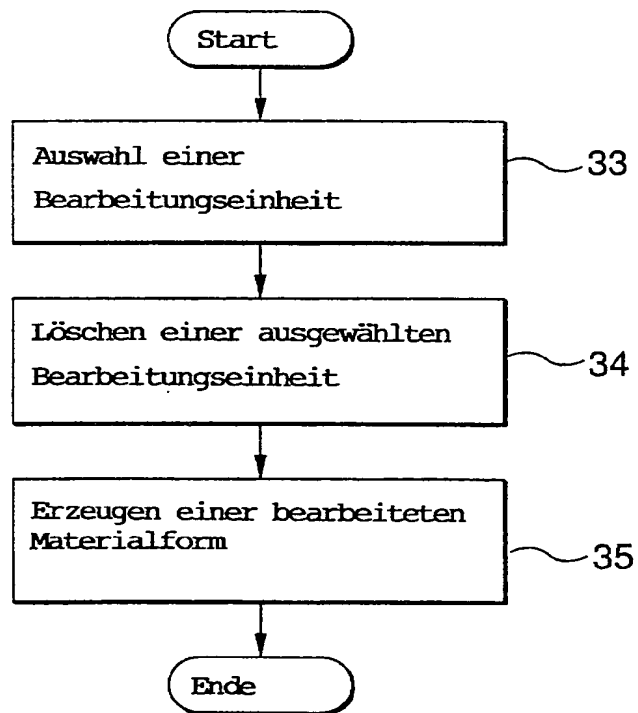 Start
Auswahl einer
Bearbeitungseinheit
33
Löschen einer ausgewählten
Bearbeitungseinheit
34
Erzeugen einer bearbeiteten
Materialform
35
Ende